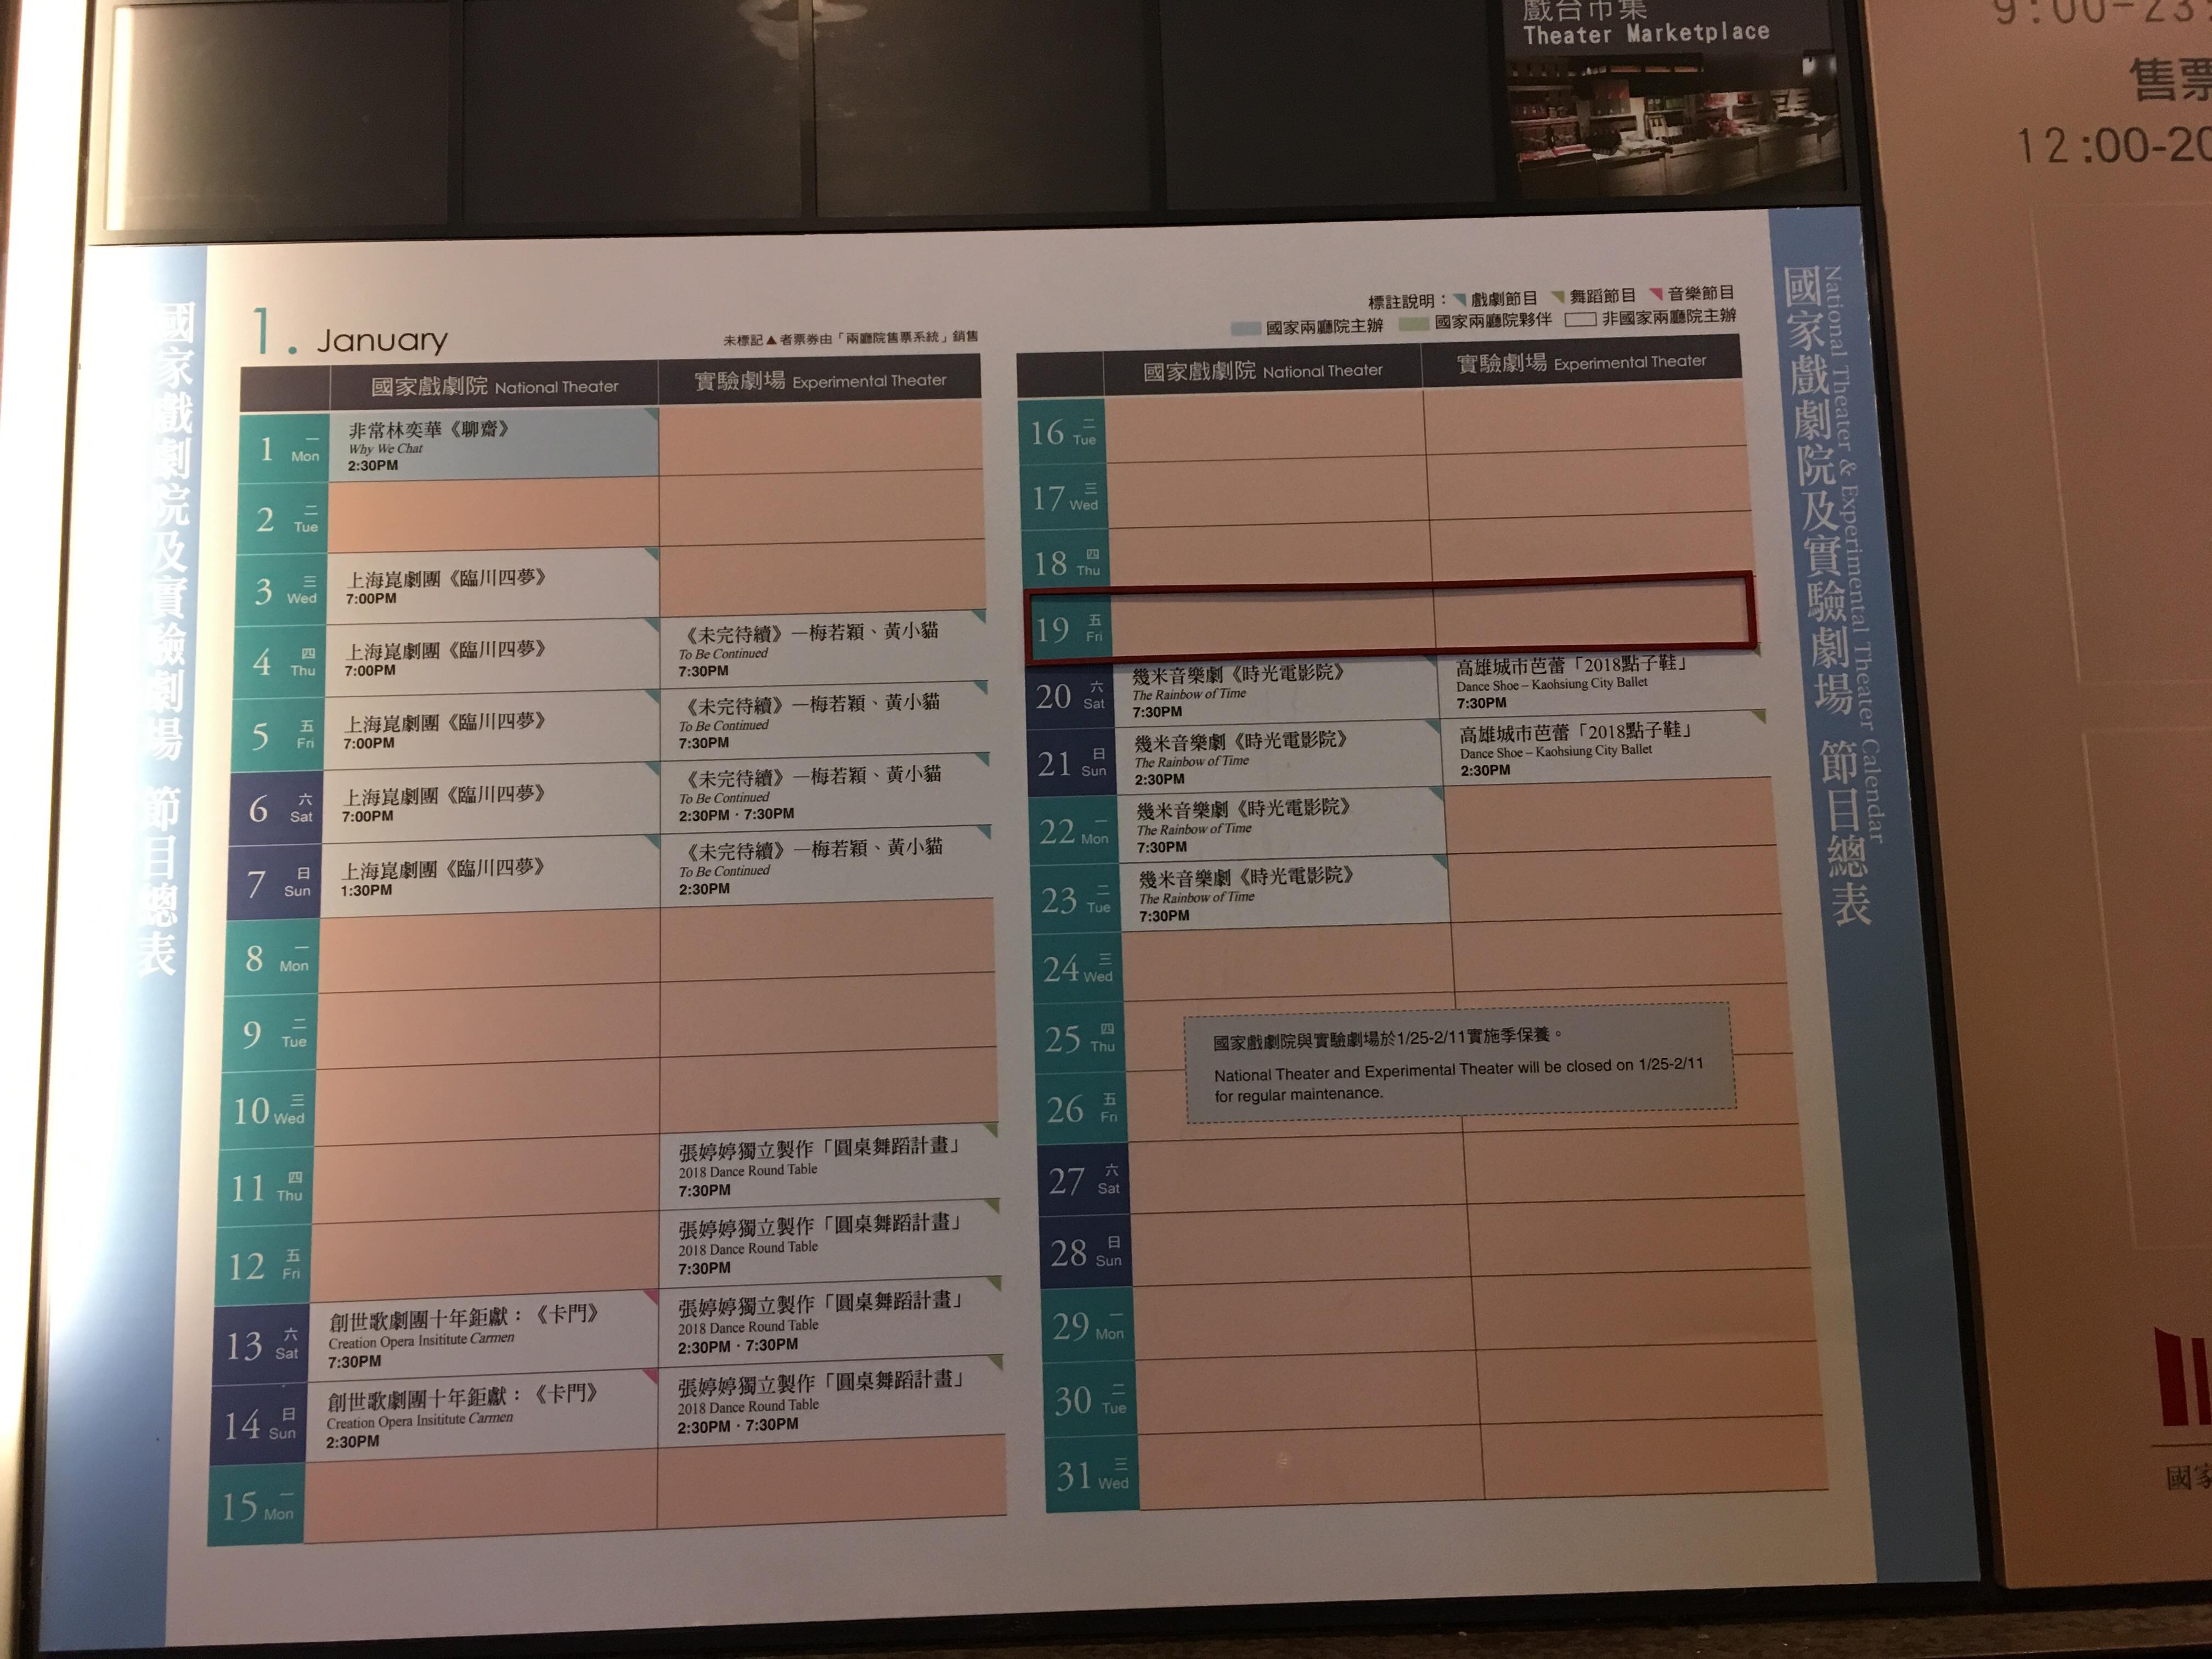 戲台市集
Theater Marketplace
9:00-23:
售票
12:00-20
國家戲劇院及實驗劇場 節目總表
1. January
未標記▲者票券由「兩廳院售票系統」銷售
國家戲劇院 National Theater 實驗劇場 Experimental Theater
1 一 Mon
非常林奕華《聊齋》
Why We Chat
2:30PM
2 二 Tue
3 三 Wed
上海崑劇團《臨川四夢》
7:00PM
4 四 Thu
上海崑劇團《臨川四夢》
7:00PM
《未完待續》—梅若穎、黃小貓
To Be Continued
7:30PM
5 五 Fri
上海崑劇團《臨川四夢》
7:00PM
《未完待續》—梅若穎、黃小貓
To Be Continued
7:30PM
6 六 Sat
上海崑劇團《臨川四夢》
7:00PM
《未完待續》—梅若穎、黃小貓
To Be Continued
2:30PM · 7:30PM
7 日 Sun
上海崑劇團《臨川四夢》
1:30PM
《未完待續》—梅若穎、黃小貓
To Be Continued
2:30PM
8 一 Mon
9 二 Tue
10 三 Wed
11 四 Thu
張婷婷獨立製作「圓桌舞蹈計畫」
2018 Dance Round Table
7:30PM
12 五 Fri
張婷婷獨立製作「圓桌舞蹈計畫」
2018 Dance Round Table
7:30PM
13 六 Sat
創世歌劇團十年鉅獻：《卡門》
Creation Opera Insititute Carmen
7:30PM
張婷婷獨立製作「圓桌舞蹈計畫」
2018 Dance Round Table
2:30PM · 7:30PM
14 日 Sun
創世歌劇團十年鉅獻：《卡門》
Creation Opera Insititute Carmen
2:30PM
張婷婷獨立製作「圓桌舞蹈計畫」
2018 Dance Round Table
2:30PM · 7:30PM
15 一 Mon
標註說明：戲劇節目 舞蹈節目 音樂節目
國家兩廳院主辦 國家兩廳院夥伴 非國家兩廳院主辦
國家戲劇院 National Theater 實驗劇場 Experimental Theater
16 二 Tue
17 三 Wed
18 四 Thu
19 五 Fri
20 六 Sat
幾米音樂劇《時光電影院》
The Rainbow of Time
7:30PM
高雄城市芭蕾「2018點子鞋」
Dance Shoe – Kaohsiung City Ballet
7:30PM
21 日 Sun
幾米音樂劇《時光電影院》
The Rainbow of Time
2:30PM
高雄城市芭蕾「2018點子鞋」
Dance Shoe – Kaohsiung City Ballet
2:30PM
22 一 Mon
幾米音樂劇《時光電影院》
The Rainbow of Time
7:30PM
23 二 Tue
幾米音樂劇《時光電影院》
The Rainbow of Time
7:30PM
24 三 Wed
25 四 Thu
國家戲劇院與實驗劇場於1/25-2/11實施季保養。
National Theater and Experimental Theater will be closed on 1/25-2/11
for regular maintenance.
26 五 Fri
27 六 Sat
28 日 Sun
29 一 Mon
30 二 Tue
31 三 Wed
國家戲劇院及實驗劇場 節目總表
National Theater & Experimental Theater Calendar
國家